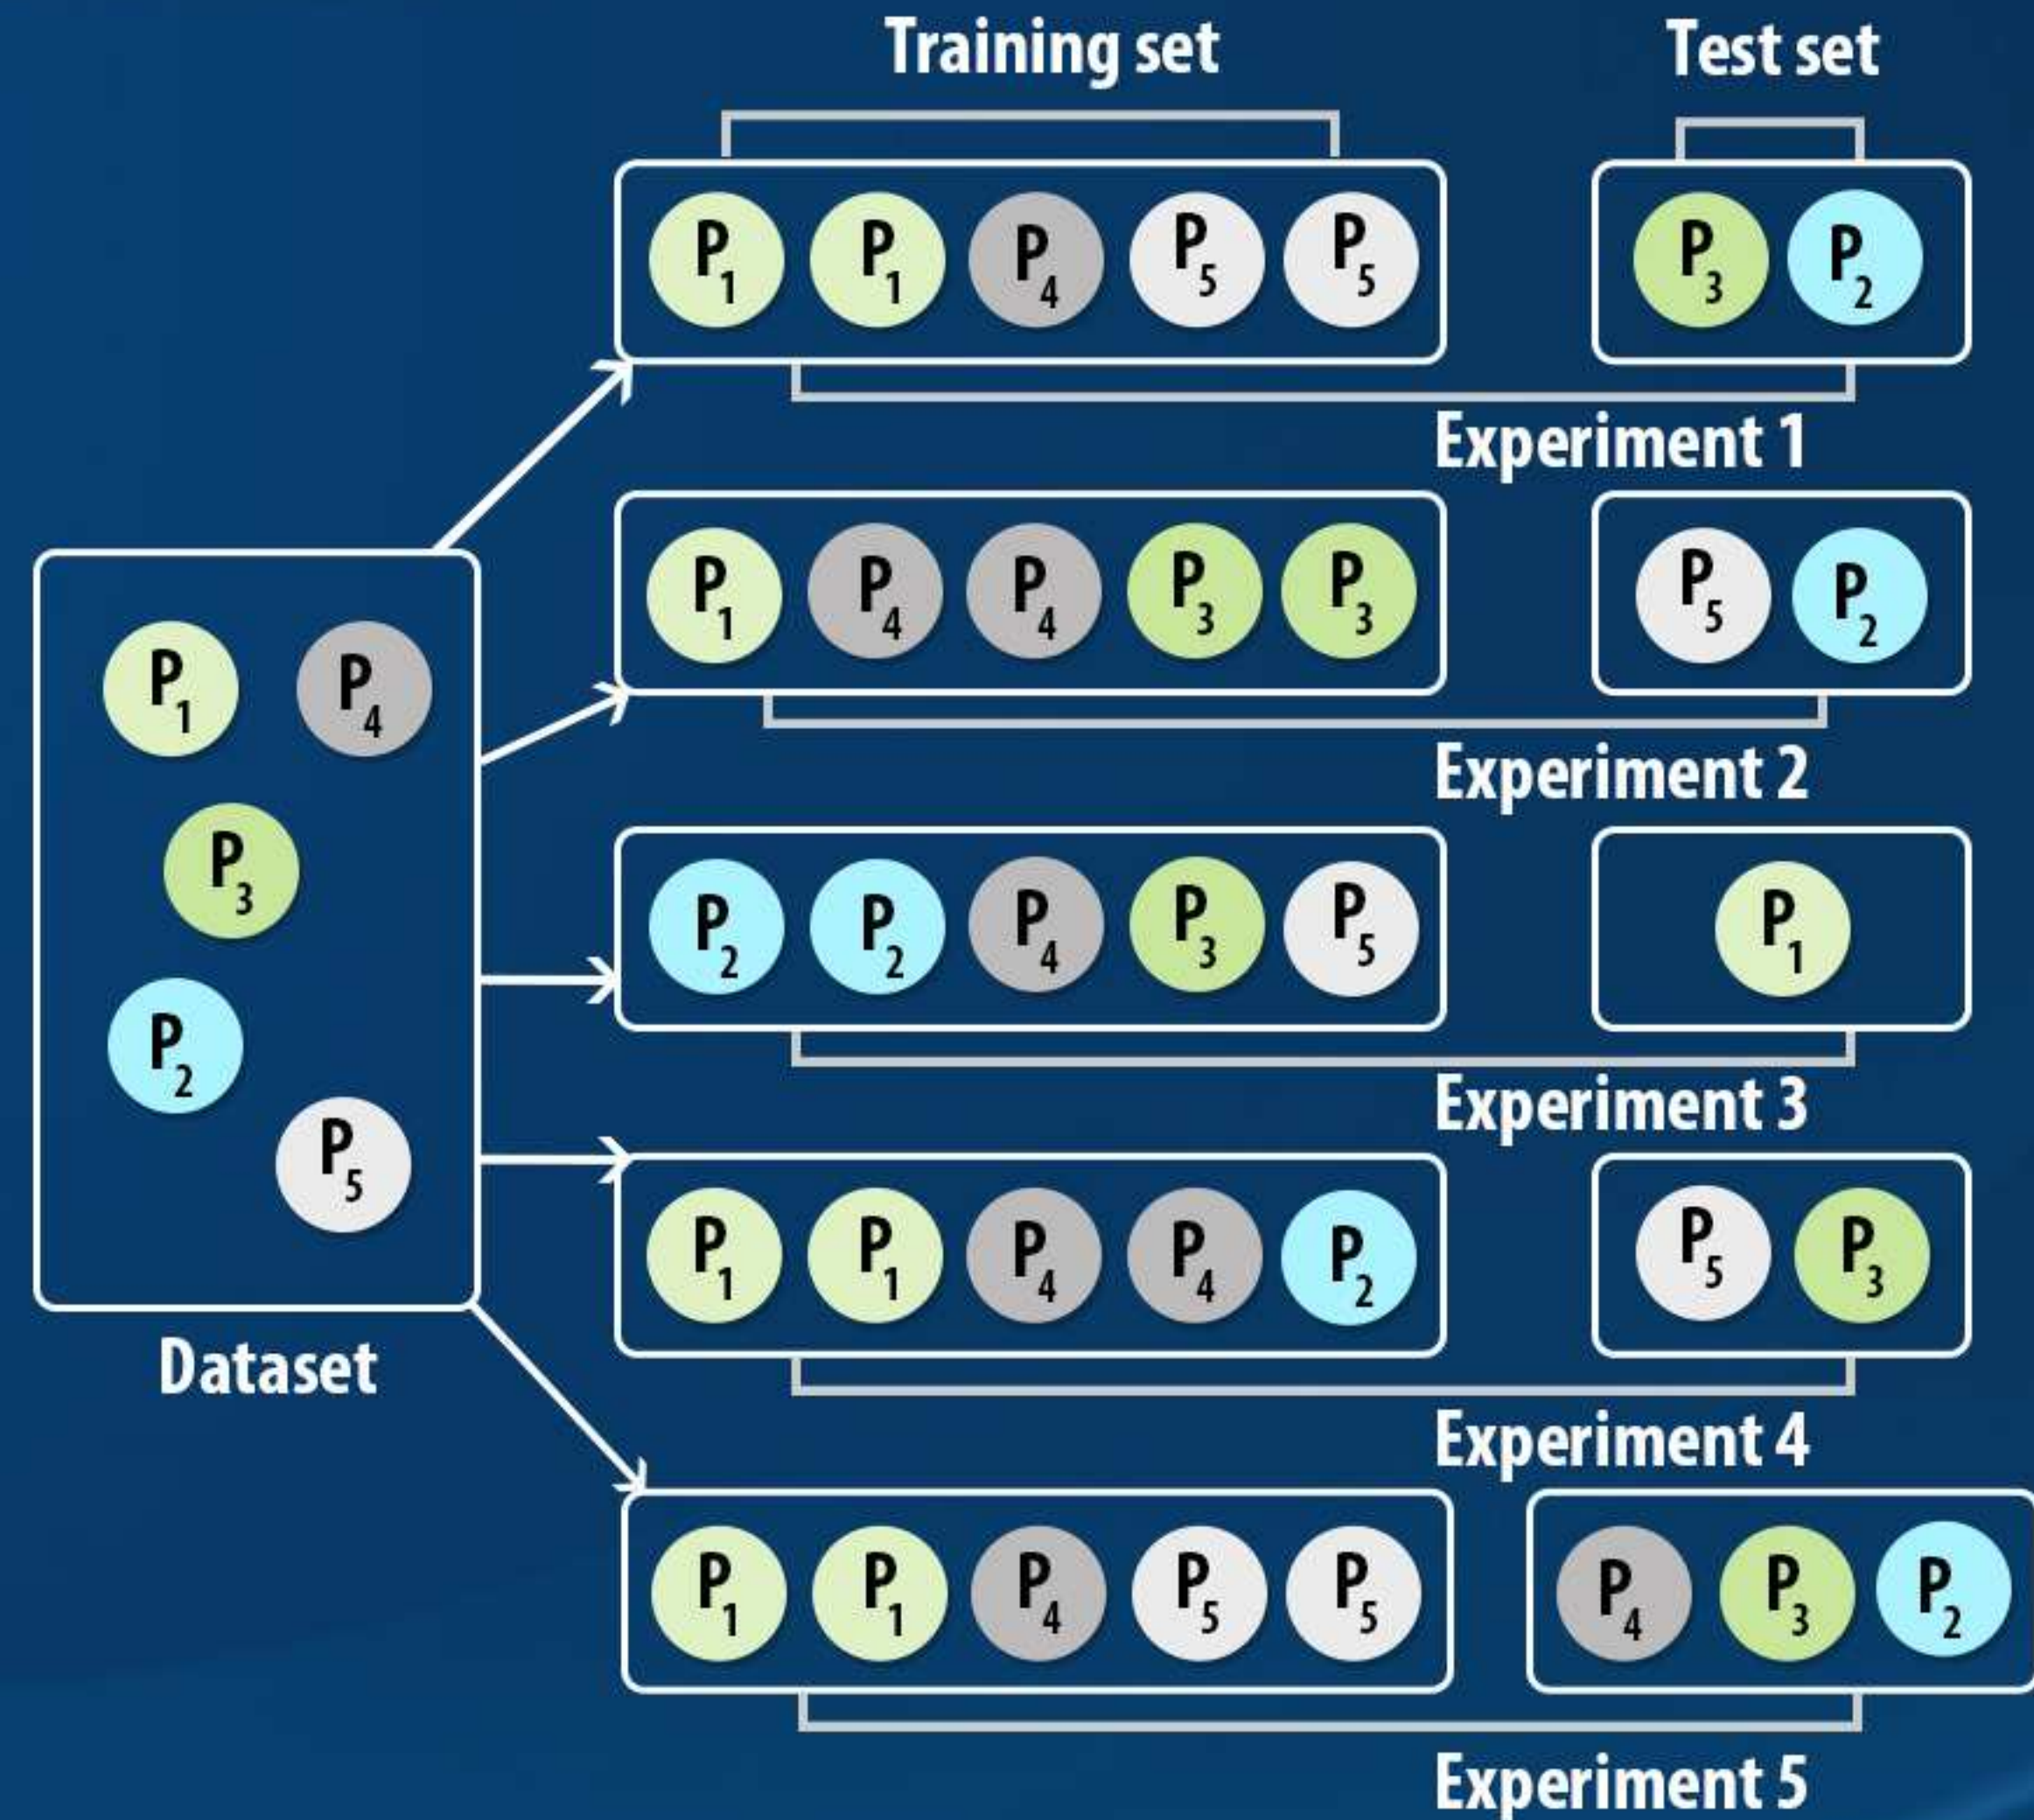 Training set
Test set
P1 P1 P4 P5 P5
P3 P2
Experiment 1
P1 P4 P4 P3 P3
P5 P2
Experiment 2
P1 P4
P3
P2
P5
Dataset
P2 P2 P4 P3 P5
P1
Experiment 3
P1 P1 P4 P4 P2
P5 P3
Experiment 4
P1 P1 P4 P5 P5
P4 P3 P2
Experiment 5